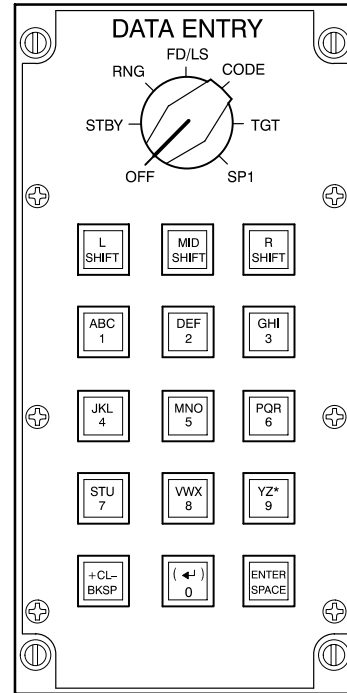 DATA ENTRY
FD/LS
RNG CODE
STBY TGT
OFF SP1
L MID R
SHIFT SHIFT SHIFT
ABC DEF GHI
1 2 3
JKL MNO PQR
4 5 6
STU VWX YZ*
7 8 9
+CL– (↵) ENTER
BKSP 0 SPACE